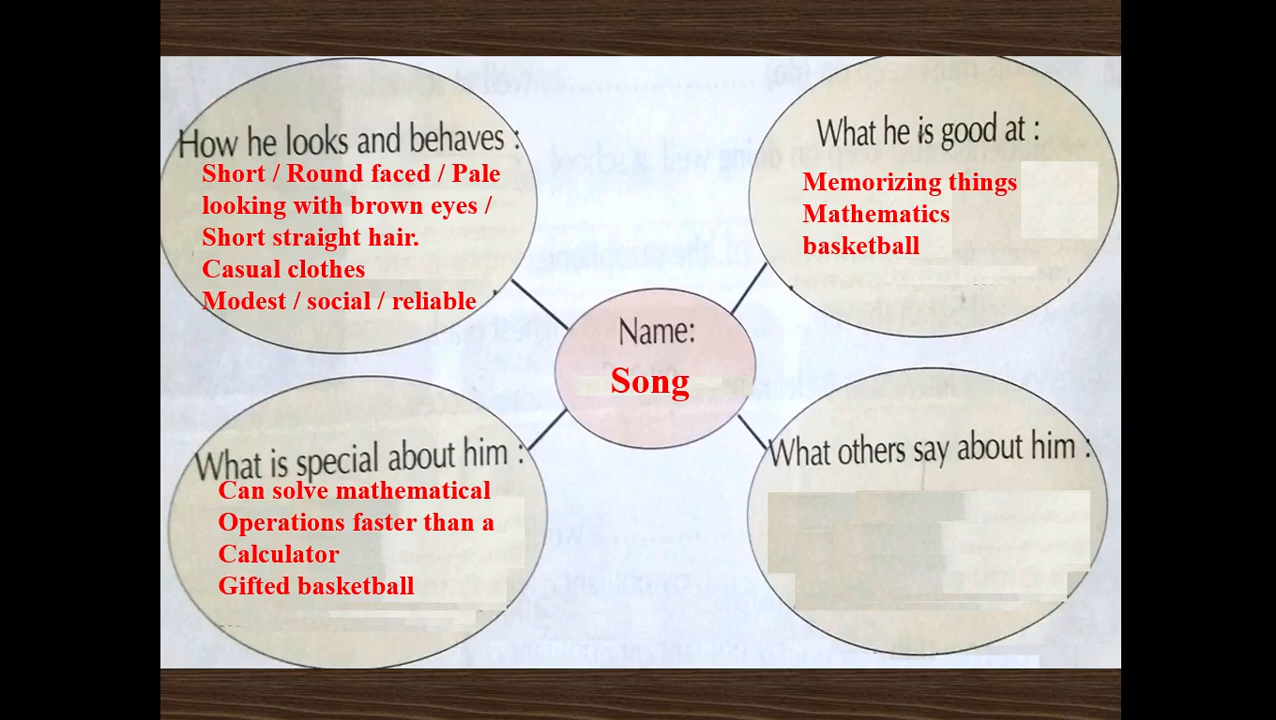 How he looks and behaves :
Short / Round faced / Pale
looking with brown eyes /
Short straight hair.
Casual clothes
Modest / social / reliable
What he is good at :
Memorizing things
Mathematics
basketball
Name:
Song
What is special about him :
Can solve mathematical
Operations faster than a
Calculator
Gifted basketball
What others say about him :